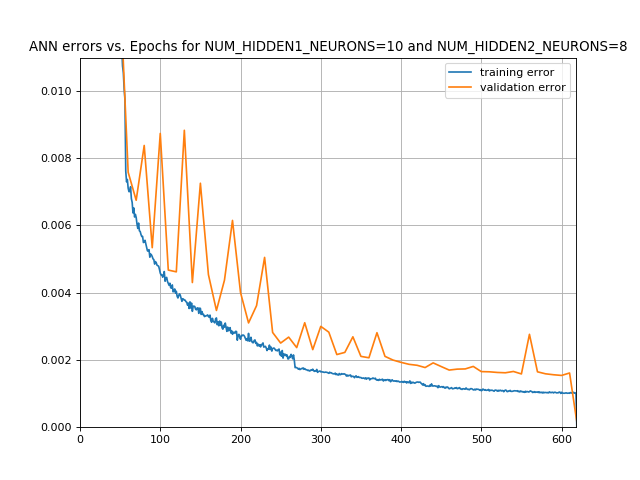 ANN errors vs. Epochs for NUM_HIDDEN1_NEURONS=10 and NUM_HIDDEN2_NEURONS=8
training error
validation error
0.010
0.008
0.006
0.004
0.002
0.000
0 100 200 300 400 500 600